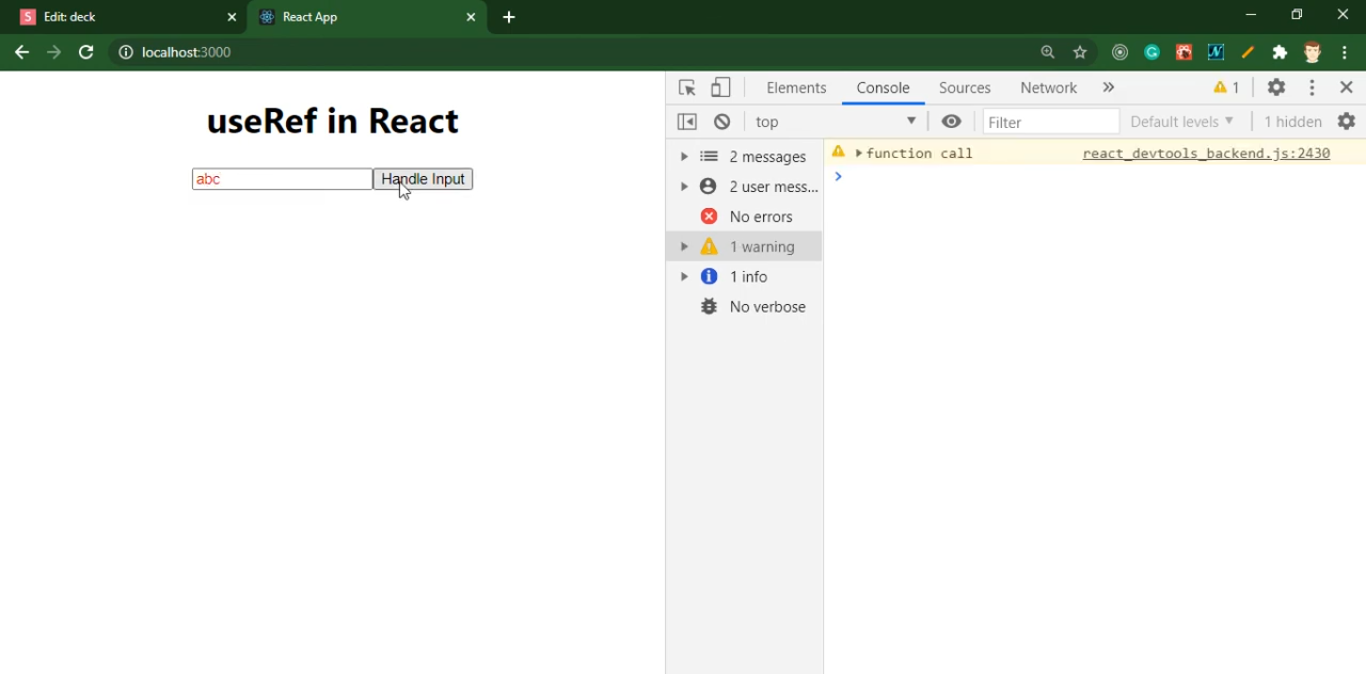 Edit: deck
React App
localhost:3000
useRef in React
abc
Handle Input
Elements
Console
Sources
Network
1
top
Filter
Default levels
1 hidden
2 messages
2 user mess...
No errors
1 warning
1 info
No verbose
function call
react_devtools_backend.js:2430